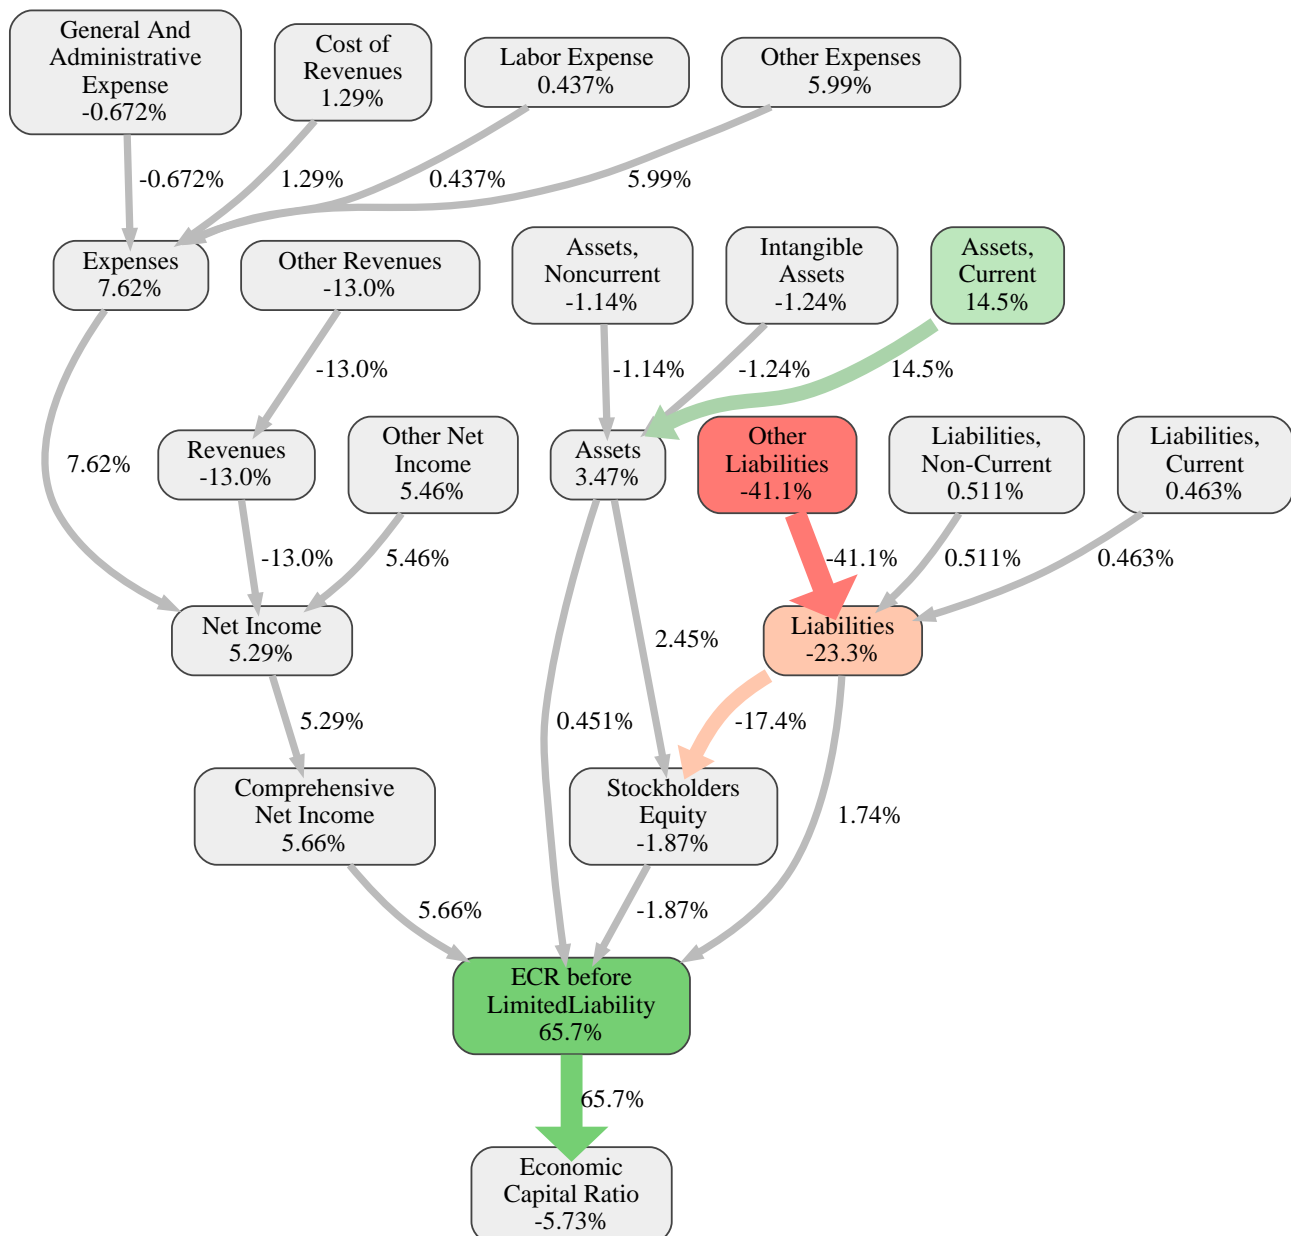 General And
Administrative
Expense
-0.672%
Cost of
Revenues
1.29%
Labor Expense
0.437%
Other Expenses
5.99%
-0.672%
1.29%
0.437%
5.99%
Expenses
7.62%
Other Revenues
-13.0%
Assets,
Noncurrent
-1.14%
Intangible
Assets
-1.24%
Assets,
Current
14.5%
-13.0%
-1.14%
-1.24%
14.5%
7.62%
Revenues
-13.0%
Other Net
Income
5.46%
Assets
3.47%
Other
Liabilities
-41.1%
Liabilities,
Non-Current
0.511%
Liabilities,
Current
0.463%
-13.0%
5.46%
-41.1%
0.511%
0.463%
Net Income
5.29%
2.45%
Liabilities
-23.3%
5.29%
0.451%
-17.4%
Comprehensive
Net Income
5.66%
Stockholders
Equity
-1.87%
1.74%
5.66%
-1.87%
ECR before
LimitedLiability
65.7%
65.7%
Economic
Capital Ratio
-5.73%